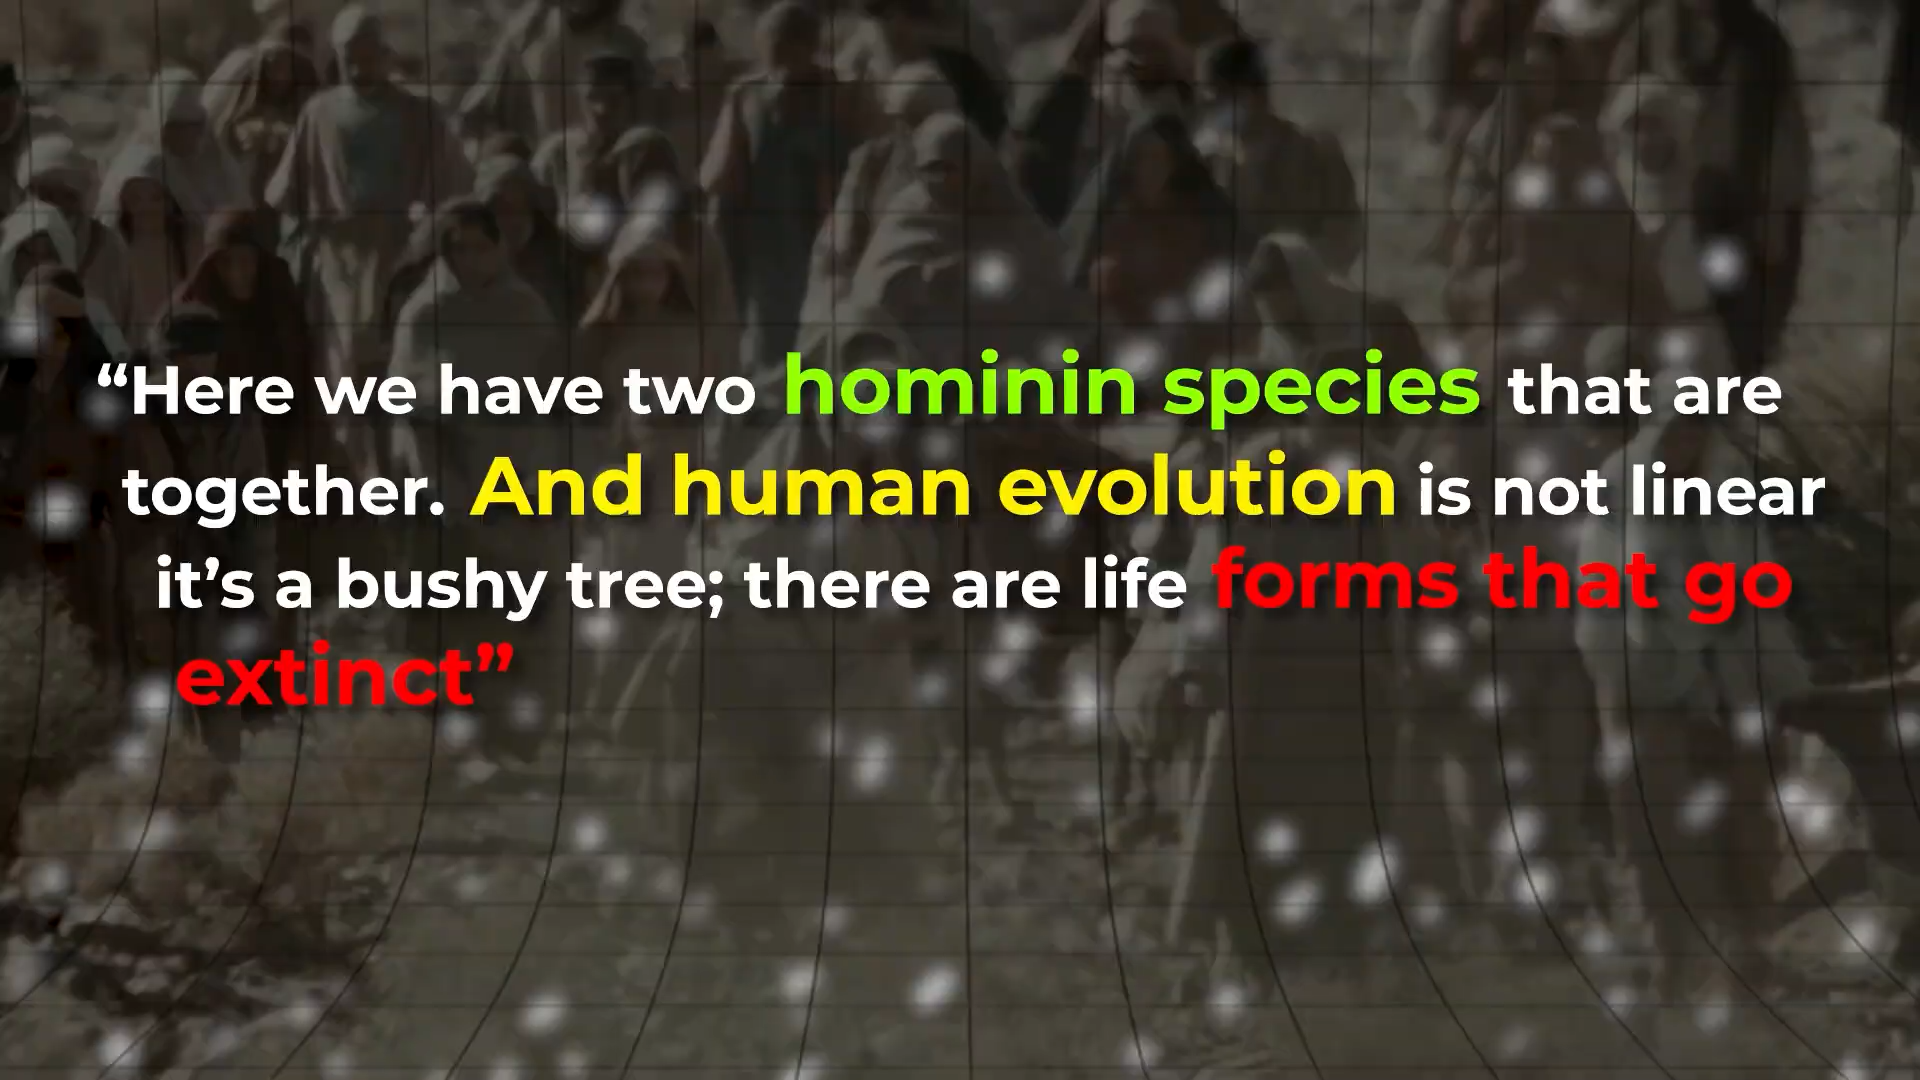 “Here we have two hominin species that are
together. And human evolution is not linear
it’s a bushy tree; there are life forms that go
extinct”